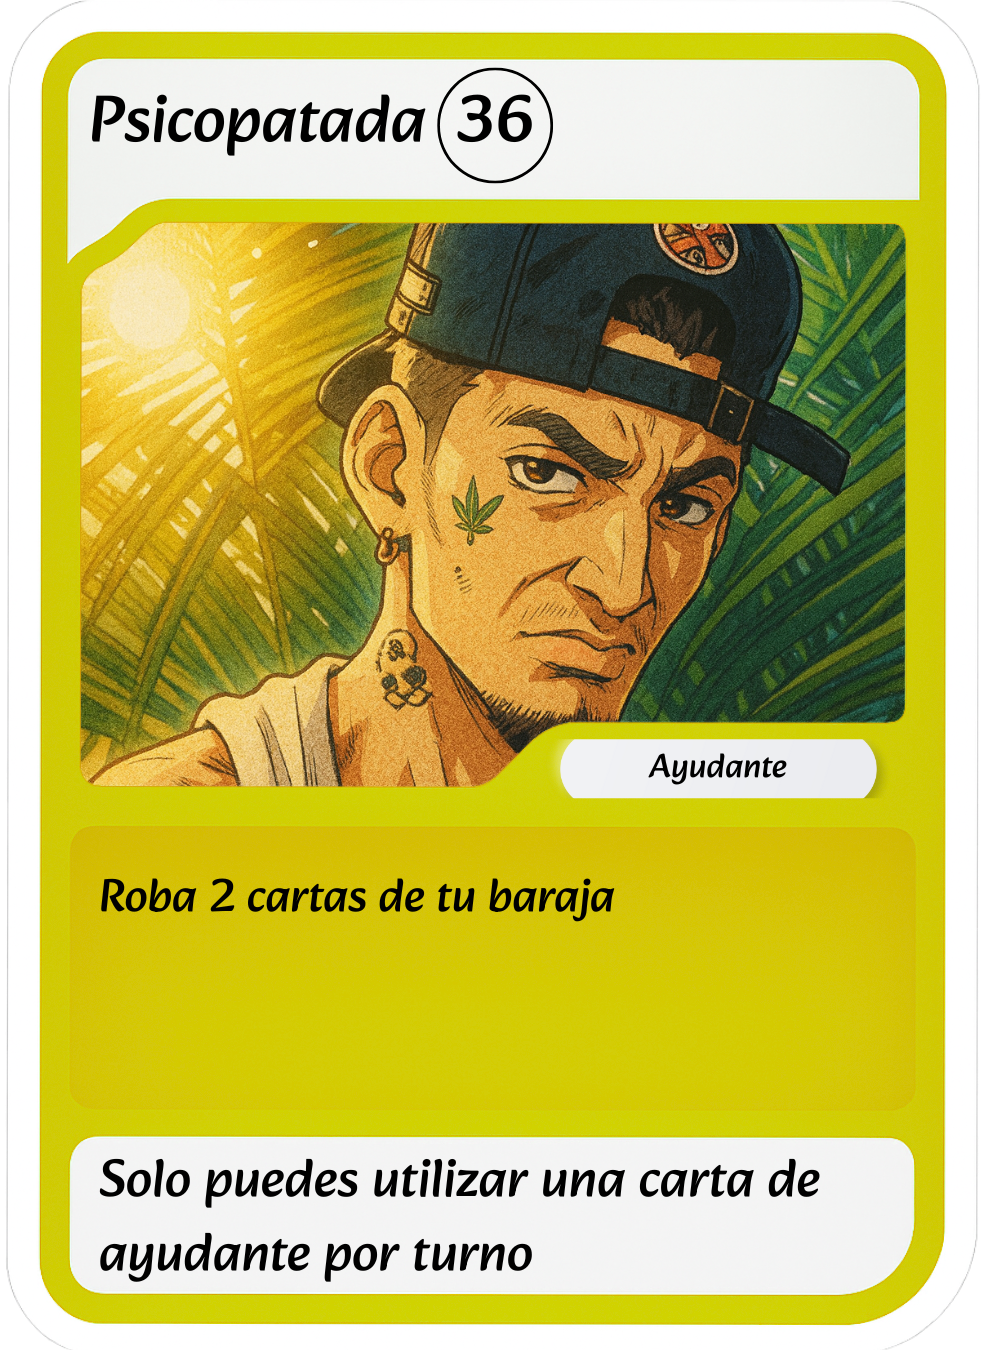 Psicopatada 36
Ayudante
Roba 2 cartas de tu baraja
Solo puedes utilizar una carta de
ayudante por turno